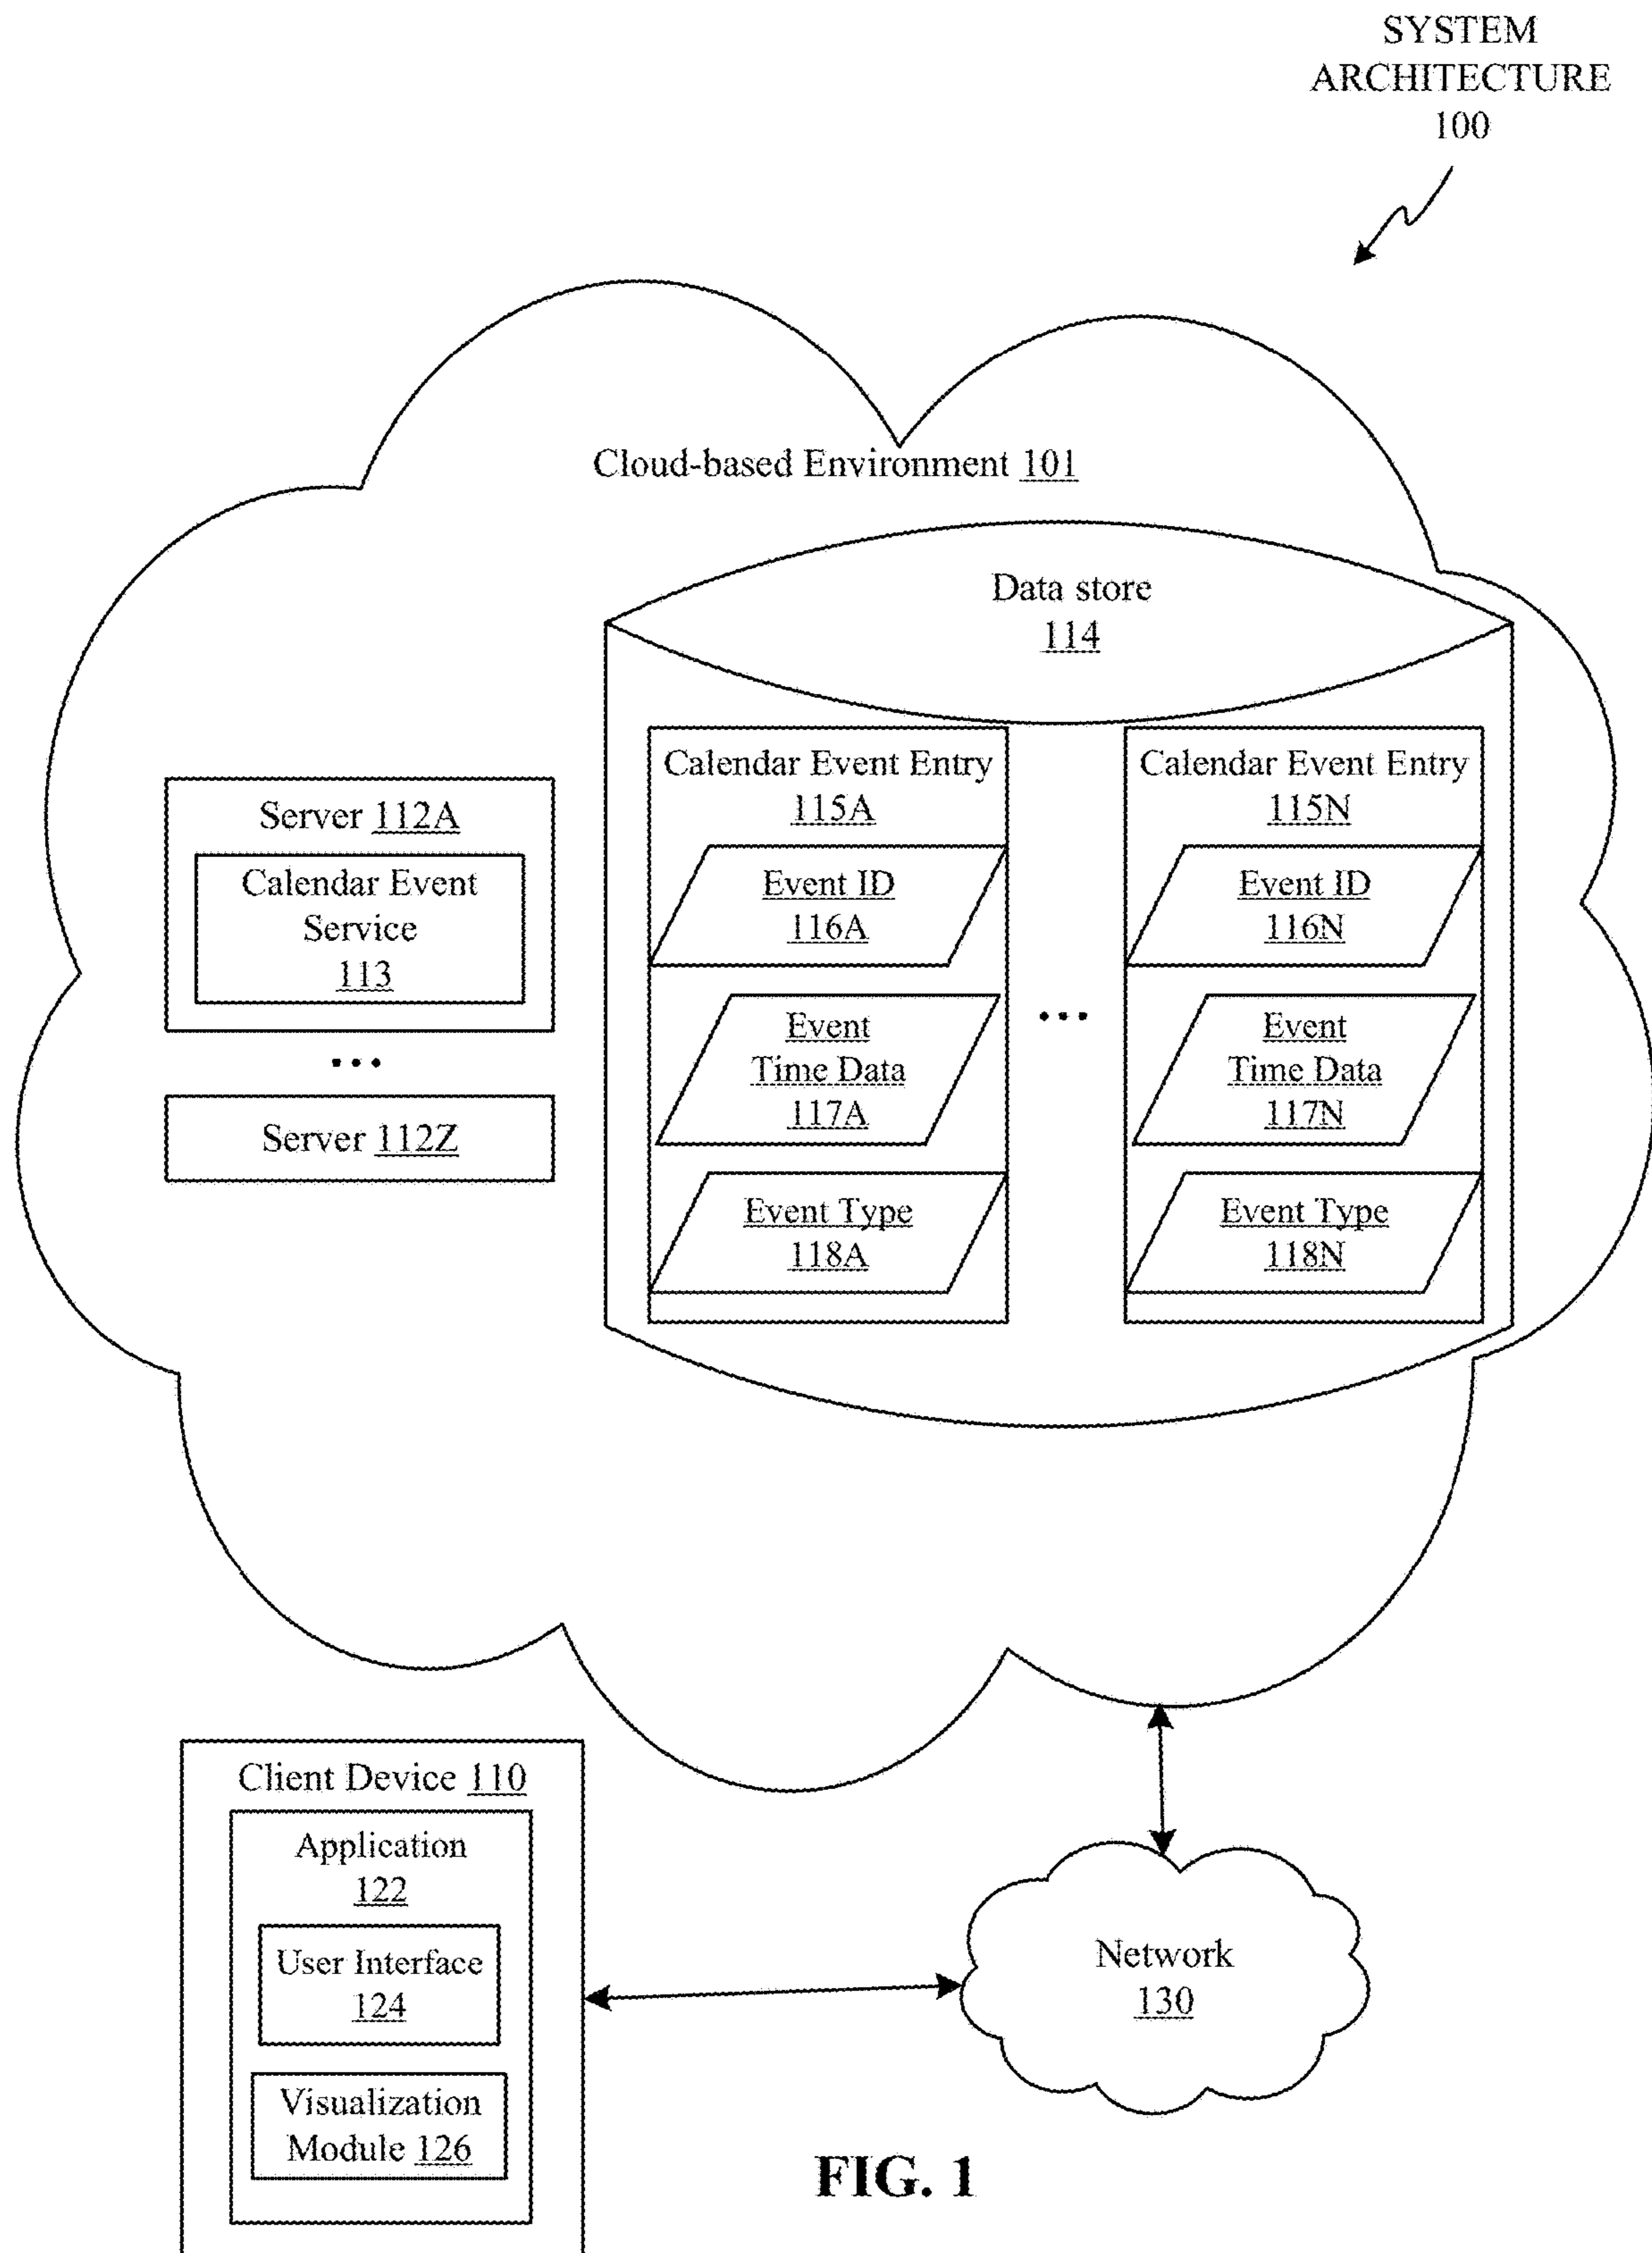 SYSTEM
ARCHITECTURE
100
Cloud-based Environment 101
Data store
114
Server 112A
Calendar Event
Service
113
...
Server 112Z
Calendar Event Entry
115A
Event ID
116A
Event
Time Data
117A
Event Type
118A
...
Calendar Event Entry
115N
Event ID
116N
Event
Time Data
117N
Event Type
118N
Client Device 110
Application
122
User Interface
124
Visualization
Module 126
Network
130
FIG. 1